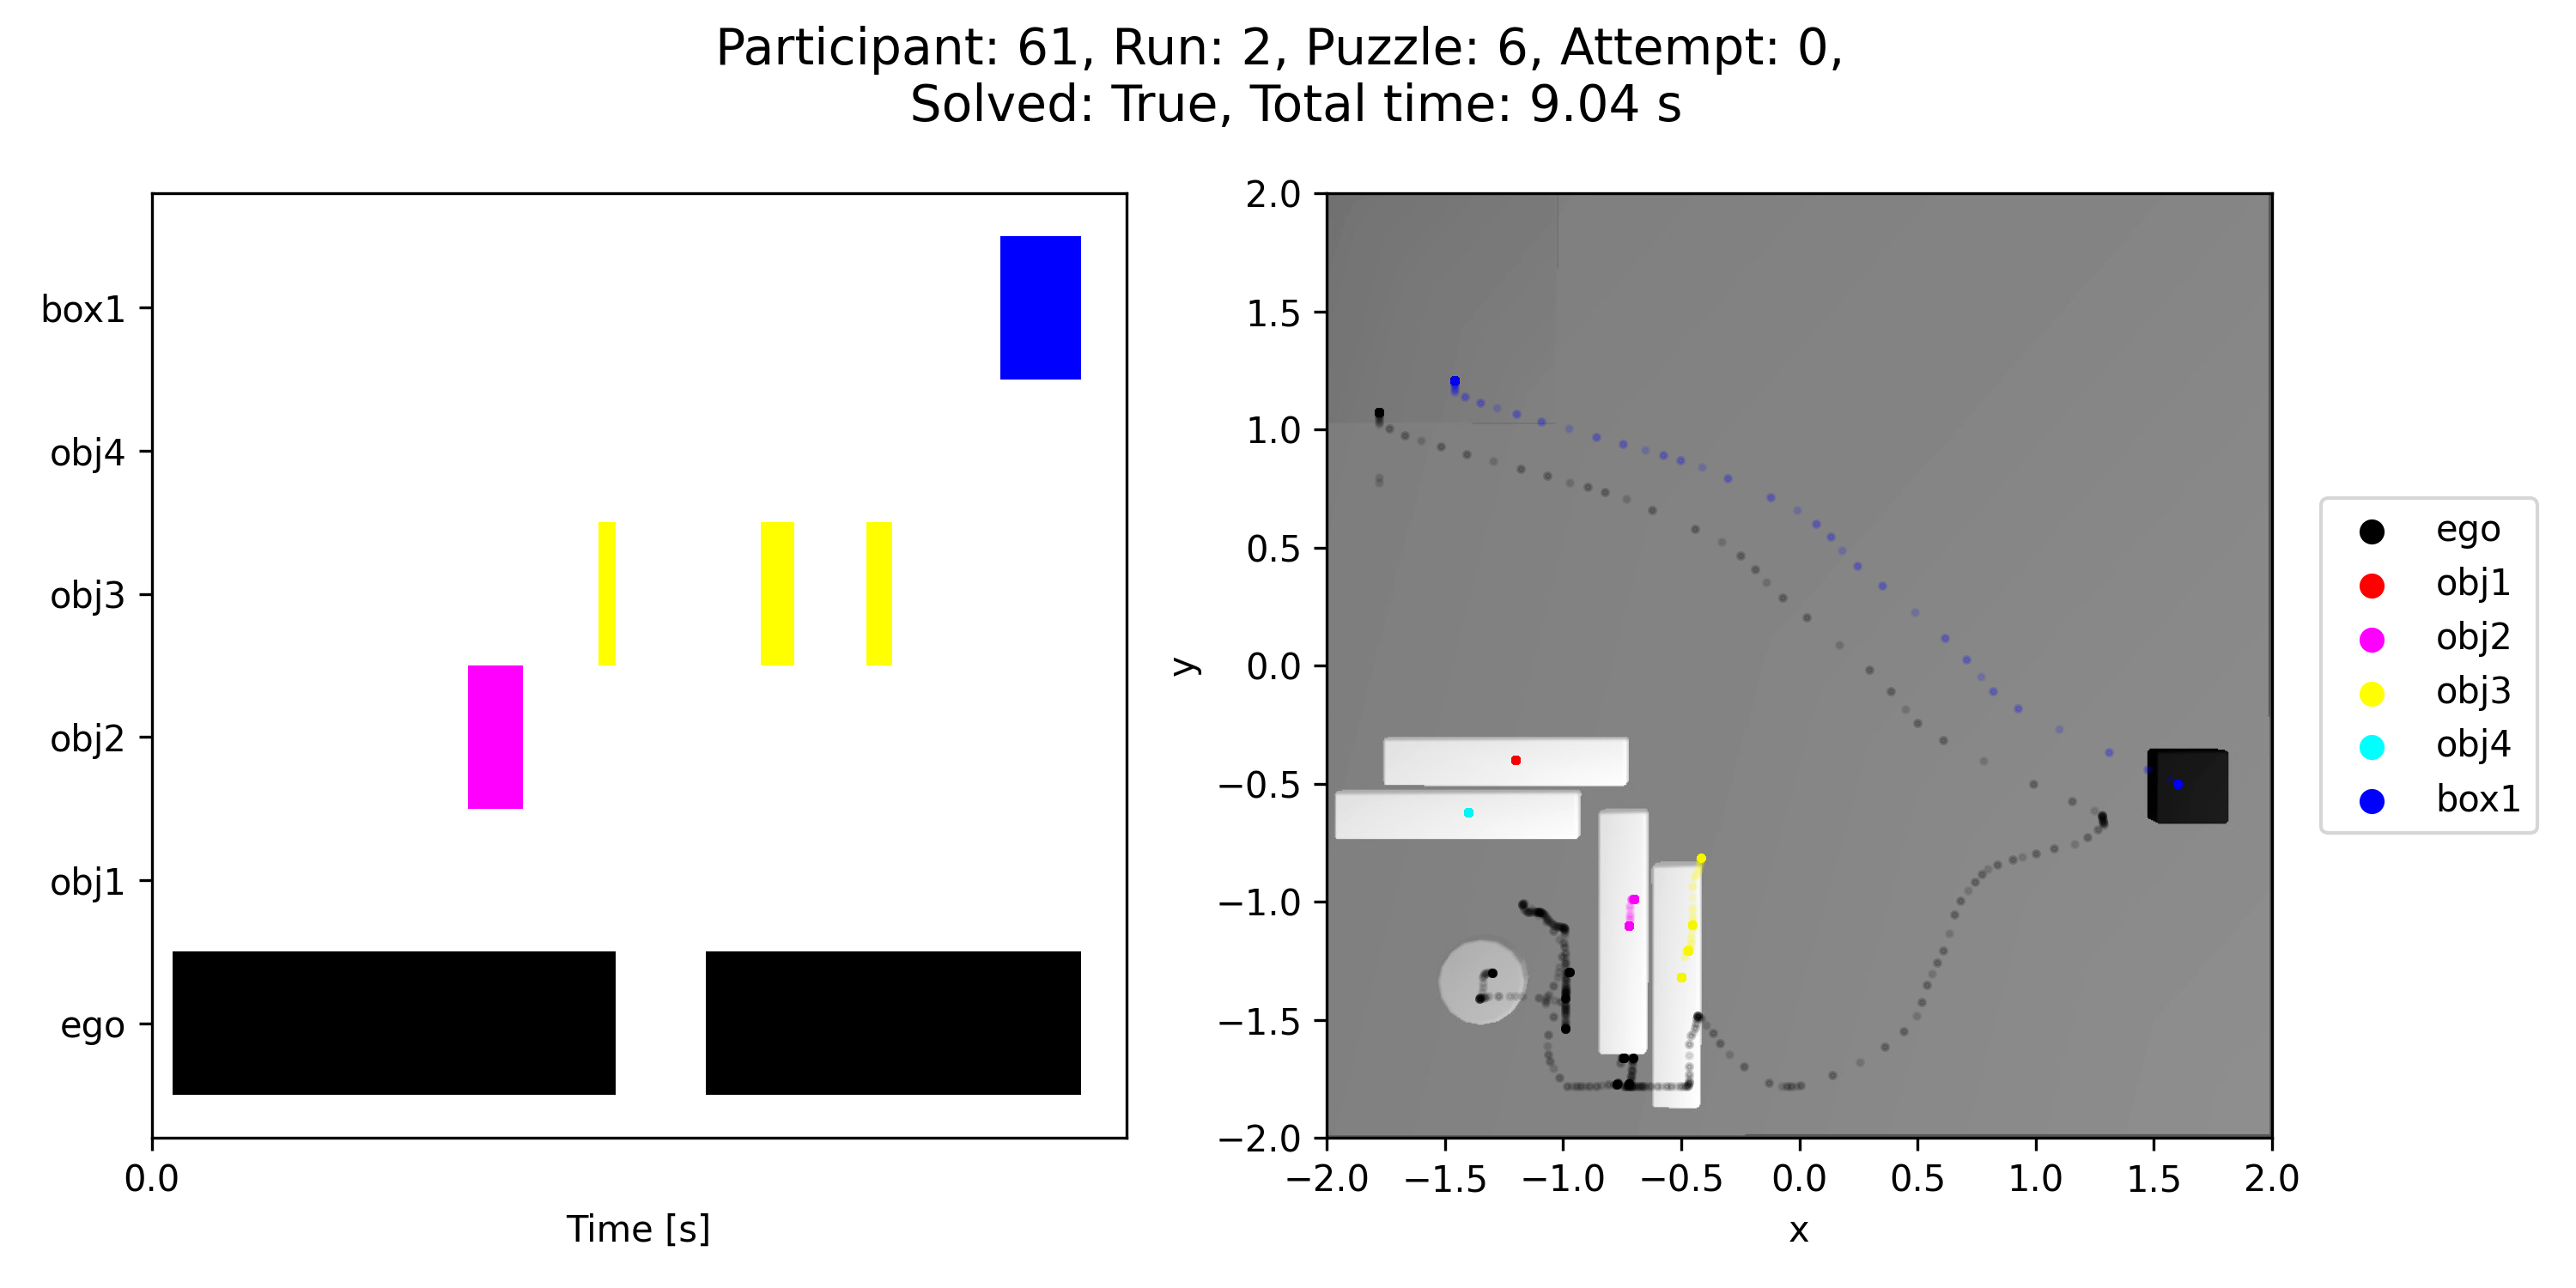 Participant: 61, Run: 2, Puzzle: 6, Attempt: 0,
Solved: True, Total time: 9.04 s
box1
obj4
obj3
obj2
obj1
ego
0.0
Time [s]
2.0
1.5
1.0
0.5
0.0
−0.5
−1.0
−1.5
−2.0
y
−2.0 −1.5 −1.0 −0.5 0.0 0.5 1.0 1.5 2.0
x
ego
obj1
obj2
obj3
obj4
box1